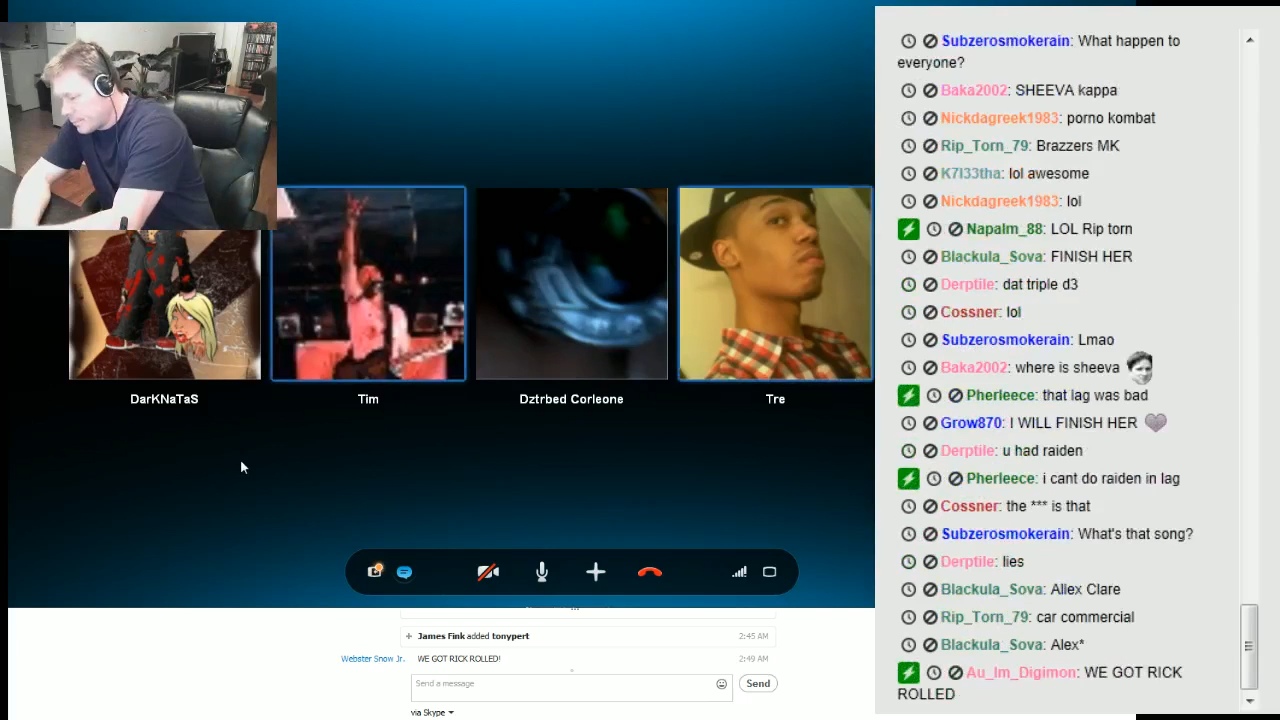 Subzerosmokerain: What happen to
everyone?
Baka2002: SHEEVA kappa
Nickdagreek1983: porno kombat
Rip_Torn_79: Brazzers MK
K7l33tha: lol awesome
Nickdagreek1983: lol
Napalm_88: LOL Rip torn
Blackula_Sova: FINISH HER
Derptile: dat triple d3
Cossner: lol
Subzerosmokerain: Lmao
Baka2002: where is sheeva
Pherleece: that lag was bad
Grow870: I WILL FINISH HER
Derptile: u had raiden
Pherleece: i cant do raiden in lag
Cossner: the *** is that
Subzerosmokerain: What's that song?
Derptile: lies
Blackula_Sova: Allex Clare
Rip_Torn_79: car commercial
Blackula_Sova: Alex*
Au_Im_Digimon: WE GOT RICK
ROLLED
DarKNaTaS
Tim
Dztrbed Corleone
Tre
James Fink added tonypert 2:45 AM
Webster Snow Jr. WE GOT RICK ROLLED! 2:49 AM
Send a message
Send
via Skype